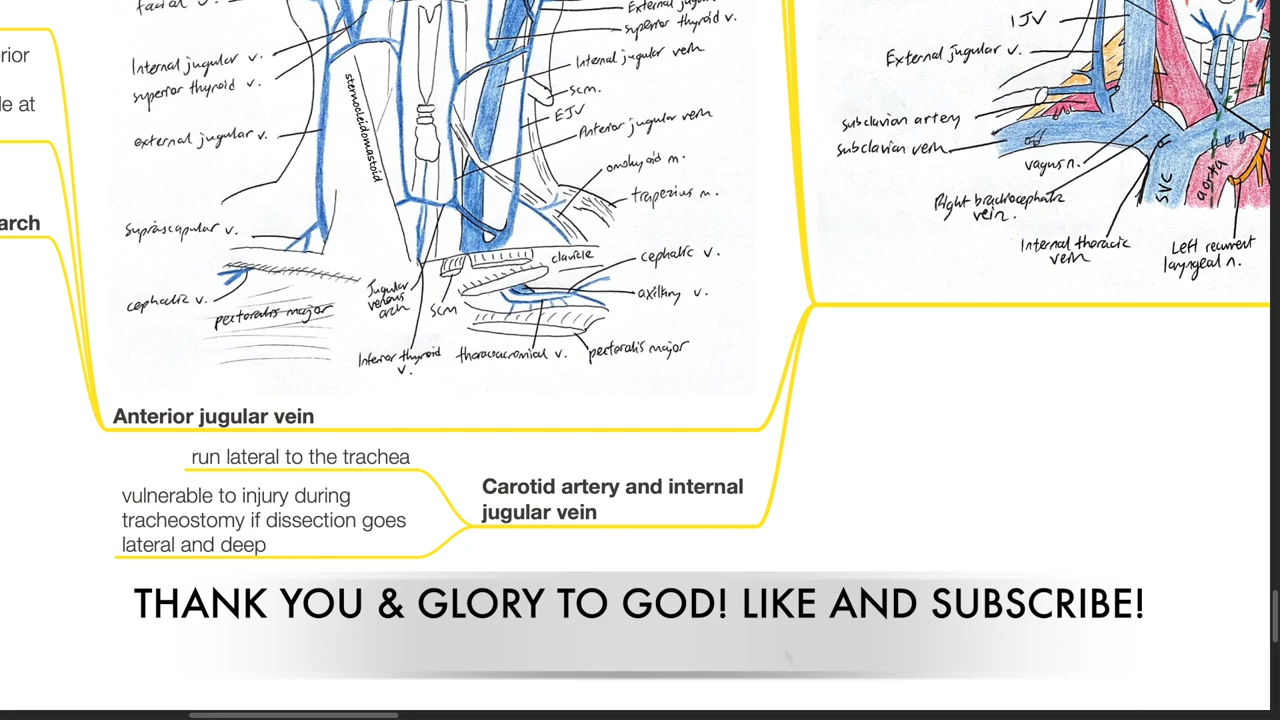 facial v.
Internal jugular v.
superior thyroid v.
external jugular v.
suprascapular v.
cephalic v.
pectoralis major
sternocleidomastoid
Jugular
venous
arch
Inferior thyroid
v.
scm
thoracoacromial v.
pectoralis major
superior thyroid v.
Internal jugular vein
scm.
EJV
Anterior jugular vein
omohyoid m.
trapezius m.
clavicle
cephalic v.
axillary v.
IJV
External jugular v.
subclavian artery
subclavian vein
vagus n.
Right brachiocephalic
vein.
Internal thoracic
vein
SVC
aorta
Left recurrent
laryngeal n.
rior
le at
arch
Anterior jugular vein
run lateral to the trachea
vulnerable to injury during
tracheostomy if dissection goes
lateral and deep
Carotid artery and internal
jugular vein
THANK YOU & GLORY TO GOD! LIKE AND SUBSCRIBE!